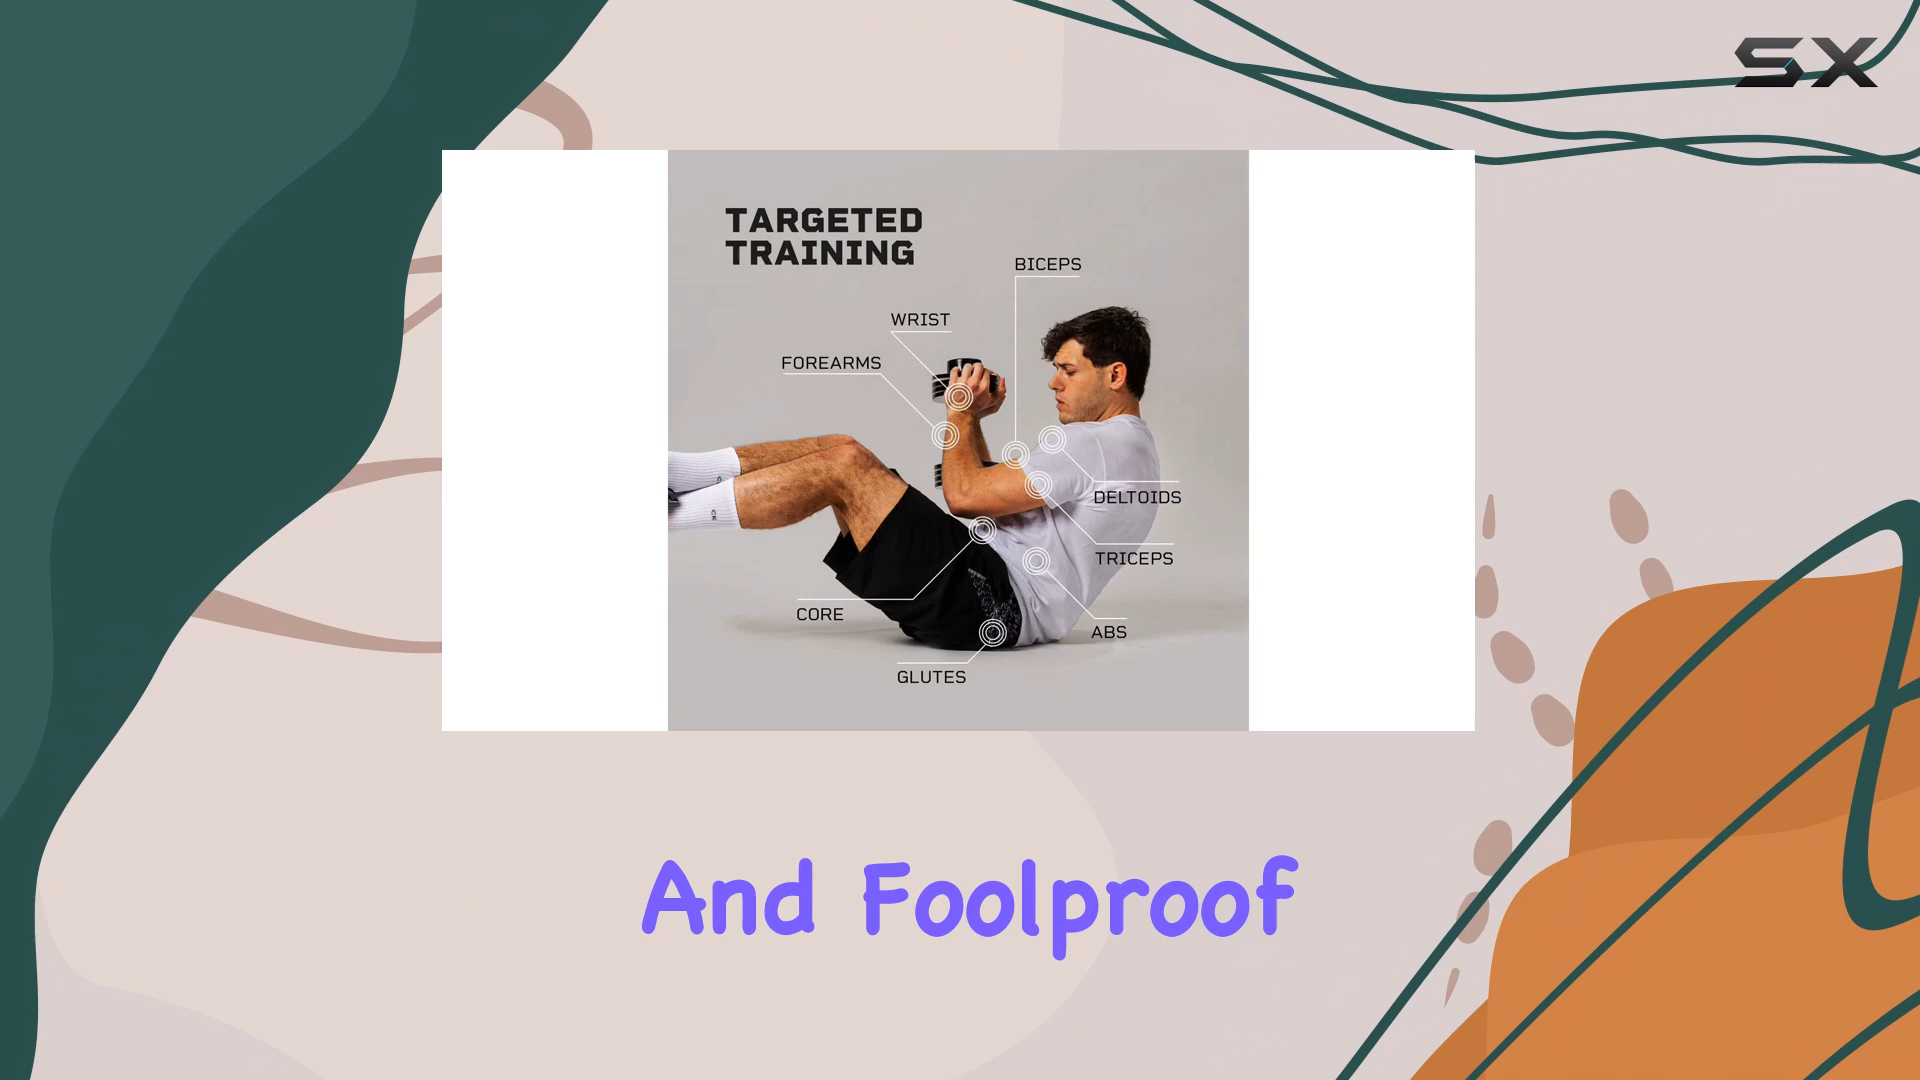 SX
TARGETED
TRAINING
BICEPS
WRIST
FOREARMS
DELTOIDS
TRICEPS
CORE
ABS
GLUTES
And Foolproof